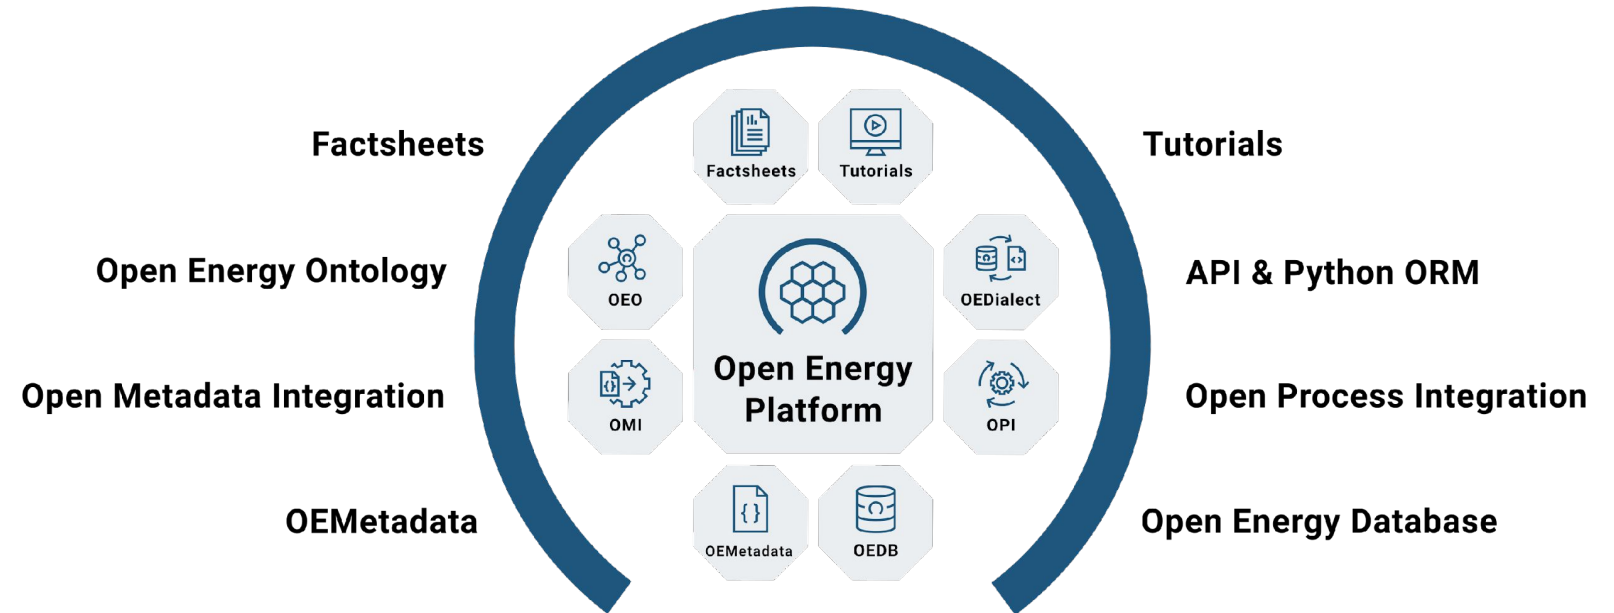 Factsheets
Tutorials
Factsheets
Tutorials
Open Energy Ontology
OEO
OEDialect
API & Python ORM
Open Energy
Platform
Open Metadata Integration
OMI
OPI
Open Process Integration
OEMetadata
OEMetadata
OEDB
Open Energy Database